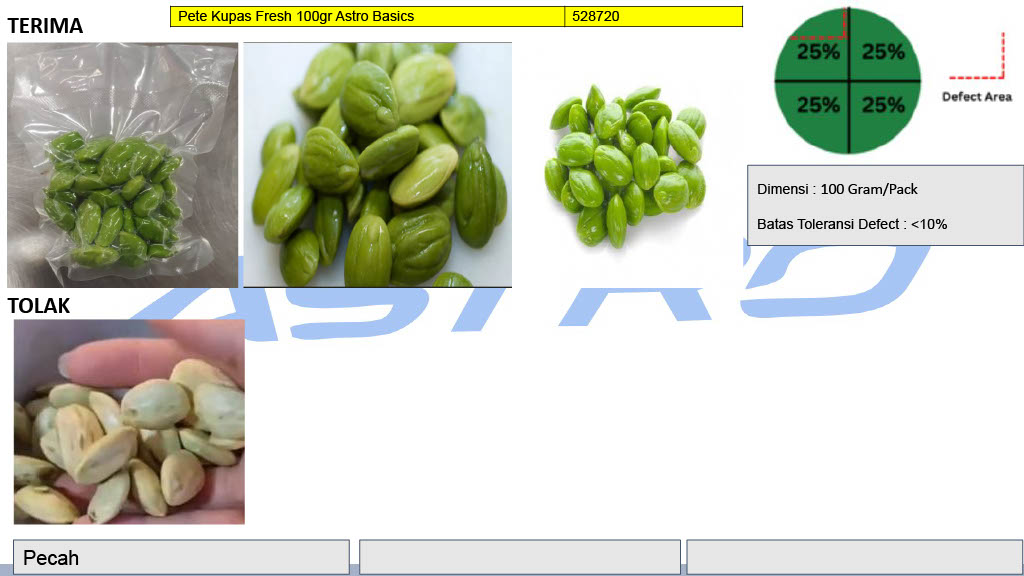 TERIMA
Pete Kupas Fresh 100gr Astro Basics 528720
25% 25%
25% 25%
Defect Area
Dimensi : 100 Gram/Pack
Batas Toleransi Defect : <10%
ASTRO
TOLAK
Pecah